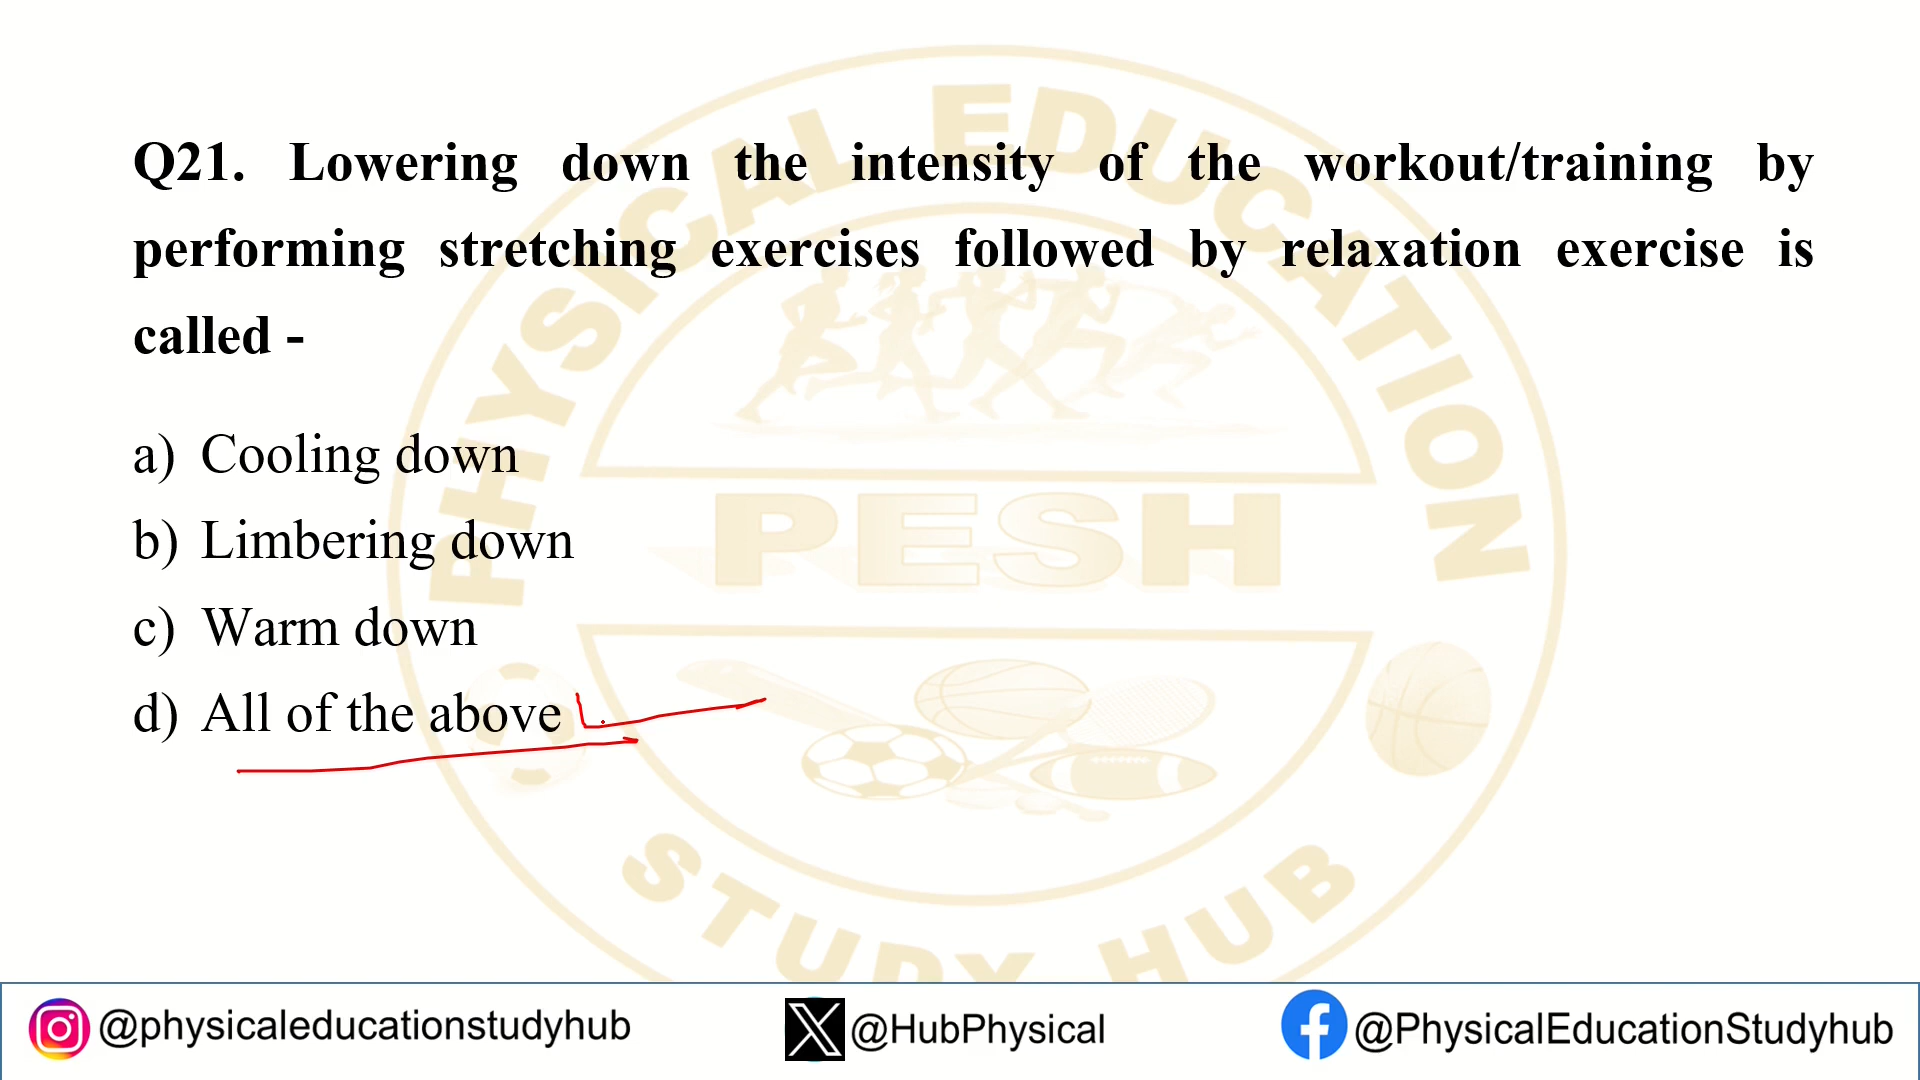 Q21. Lowering down the intensity of the workout/training by
performing stretching exercises followed by relaxation exercise is
called -
a) Cooling down
b) Limbering down
c) Warm down
d) All of the above
PHYSICAL EDUCATION
PESH
STUDY HUB
@physicaleducationstudyhub
@HubPhysical
@PhysicalEducationStudyhub